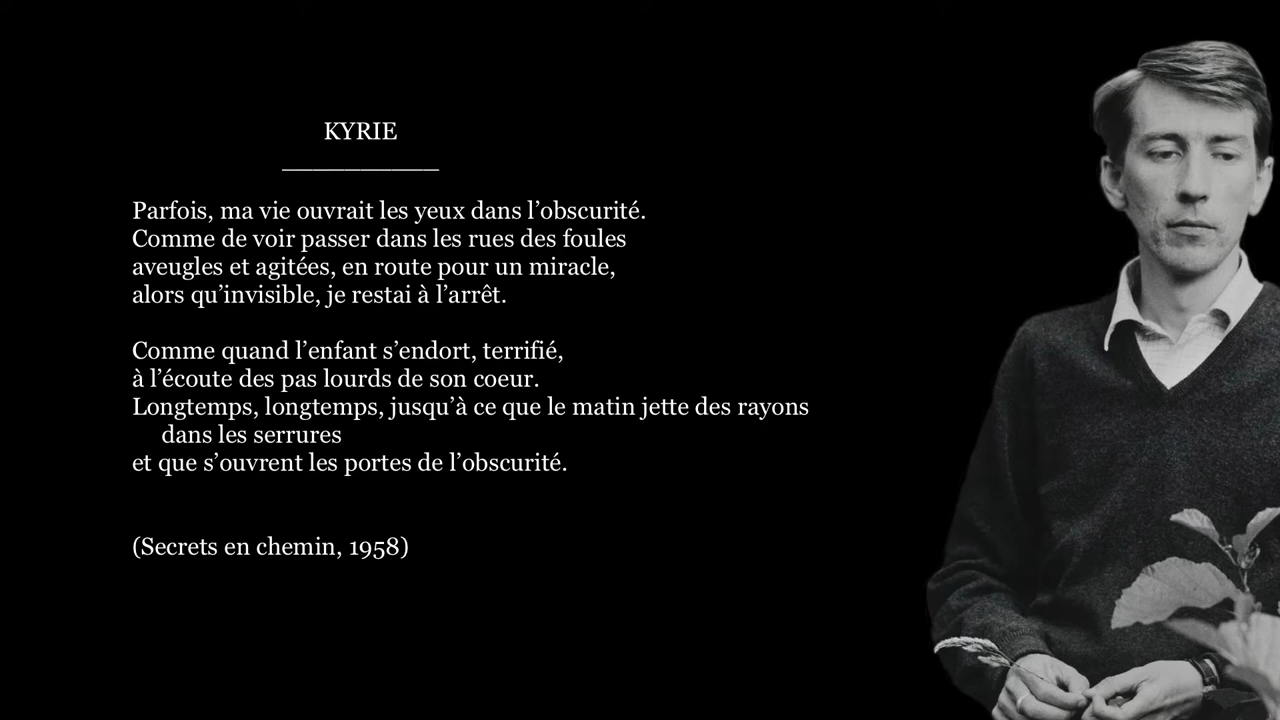 KYRIE
Parfois, ma vie ouvrait les yeux dans l’obscurité.
Comme de voir passer dans les rues des foules
aveugles et agitées, en route pour un miracle,
alors qu’invisible, je restai à l’arrêt.
Comme quand l’enfant s’endort, terrifié,
à l’écoute des pas lourds de son coeur.
Longtemps, longtemps, jusqu’à ce que le matin jette des rayons
dans les serrures
et que s’ouvrent les portes de l’obscurité.
(Secrets en chemin, 1958)